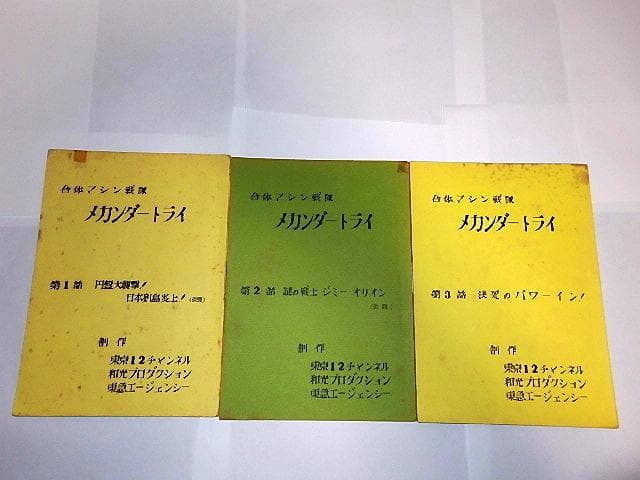 合体マシン戦隊
メカンダートライ
第1話 円盤大襲撃!
日本列島炎上! (仮題)
制作
東京12チャンネル
和光プロダクション
東急エージェンシー
合体マシン戦隊
メカンダートライ
第2話 謎の戦士 ジミーオリオン
(仮題)
制作
東京12チャンネル
和光プロダクション
東急エージェンシー
合体マシン戦隊
メカンダートライ
第3話 決死のパワーイン!
制作
東京12チャンネル
和光プロダクション
東急エージェンシー